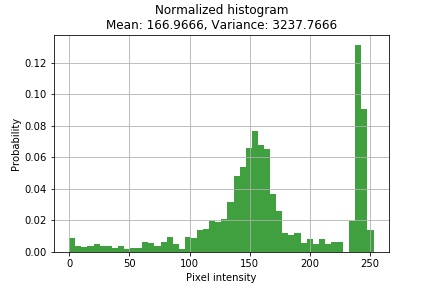 Normalized histogram
Mean: 166.9666, Variance: 3237.7666
Probability
0.12
0.10
0.08
0.06
0.04
0.02
0.00
0 50 100 150 200 250
Pixel intensity